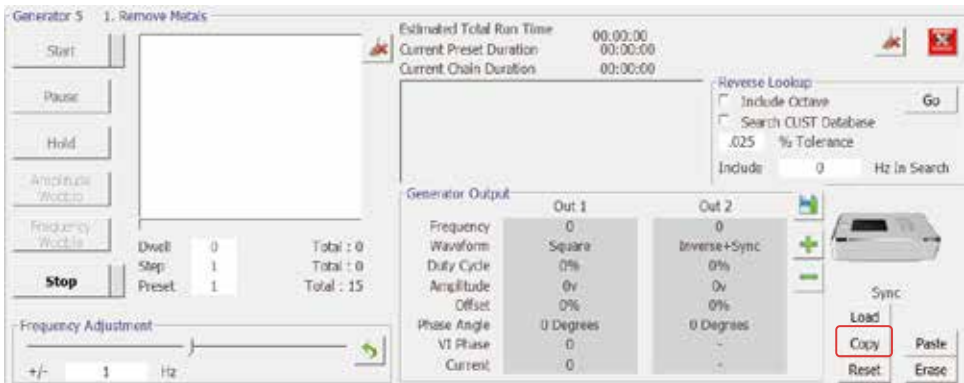 Generator 5 1. Remove Metals
Start
Pause
Hold
Amplitude Wobble
Frequency Wobble
Stop
Dwell 0 Total : 0
Step 1 Total : 0
Preset 1 Total : 15
Frequency Adjustment
+/- 1 Hz
Estimated Total Run Time 00:00:00
Current Preset Duration 00:00:00
Current Chain Duration 00:00:00
Reverse Lookup
Include Octave Go
Search CUST Database
.025 % Tolerance
Include 0 Hz In Search
Generator Output
Out 1 Out 2
Frequency 0 0
Waveform Square Inverse+Sync
Duty Cycle 0% 0%
Amplitude 0v 0v
Offset 0% 0%
Phase Angle 0 Degrees 0 Degrees
VI Phase 0 -
Current 0 -
Sync
Load
Copy Paste
Reset Erase